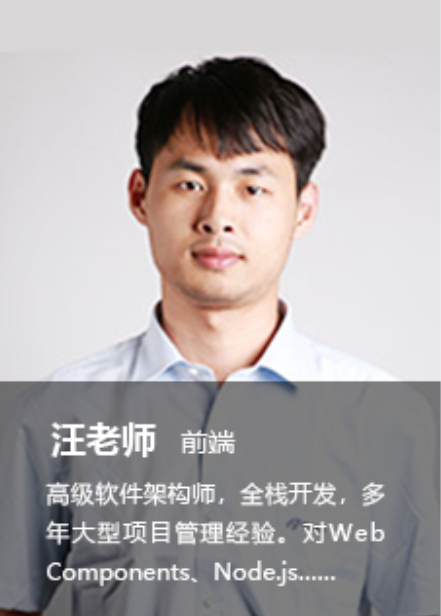 汪老师 前端
高级软件架构师，全栈开发，多
年大型项目管理经验。对Web
Components、Node.js……